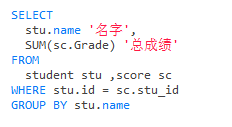 SELECT
stu.name '名字',
SUM(sc.Grade) '总成绩'
FROM
student stu ,score sc
WHERE stu.id = sc.stu_id
GROUP BY stu.name